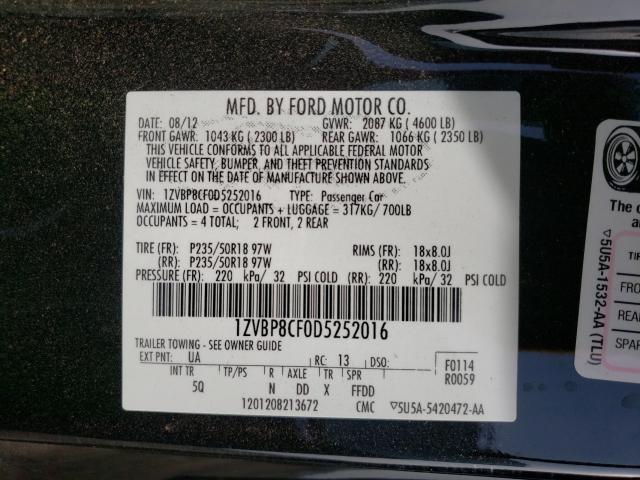 MFD. BY FORD MOTOR CO.
DATE: 08/12 GVWR: 2087 KG ( 4600 LB)
FRONT GAWR: 1043 KG ( 2300 LB) REAR GAWR: 1066 KG ( 2350 LB)
THIS VEHICLE CONFORMS TO ALL APPLICABLE FEDERAL MOTOR
VEHICLE SAFETY, BUMPER, AND THEFT PREVENTION STANDARDS
IN EFFECT ON THE DATE OF MANUFACTURE SHOWN ABOVE.
VIN: 1ZVBP8CF0D5252016 TYPE: Passenger Car
MAXIMUM LOAD = OCCUPANTS + LUGGAGE = 317KG/ 700LB
OCCUPANTS = 4 TOTAL; 2 FRONT, 2 REAR
TIRE (FR): P235/50R18 97W RIMS (FR): 18x8.0J
(RR): P235/50R18 97W (RR): 18x8.0J
PRESSURE (FR): 220 kPa/ 32 PSI COLD (RR): 220 kPa/ 32 PSI COLD
1ZVBP8CF0D5252016
TRAILER TOWING - SEE OWNER GUIDE
EXT PNT: UA RC: 13 DSO: F0114
INT TR TP/PS R AXLE TR SPR R0059
5Q N DD X FFDD
1201208213672 CMC ▽5U5A-5420472-AA
The c
a
TIR
FRO
REA
SPAR
▽5U5A-1532-AA (TLU)